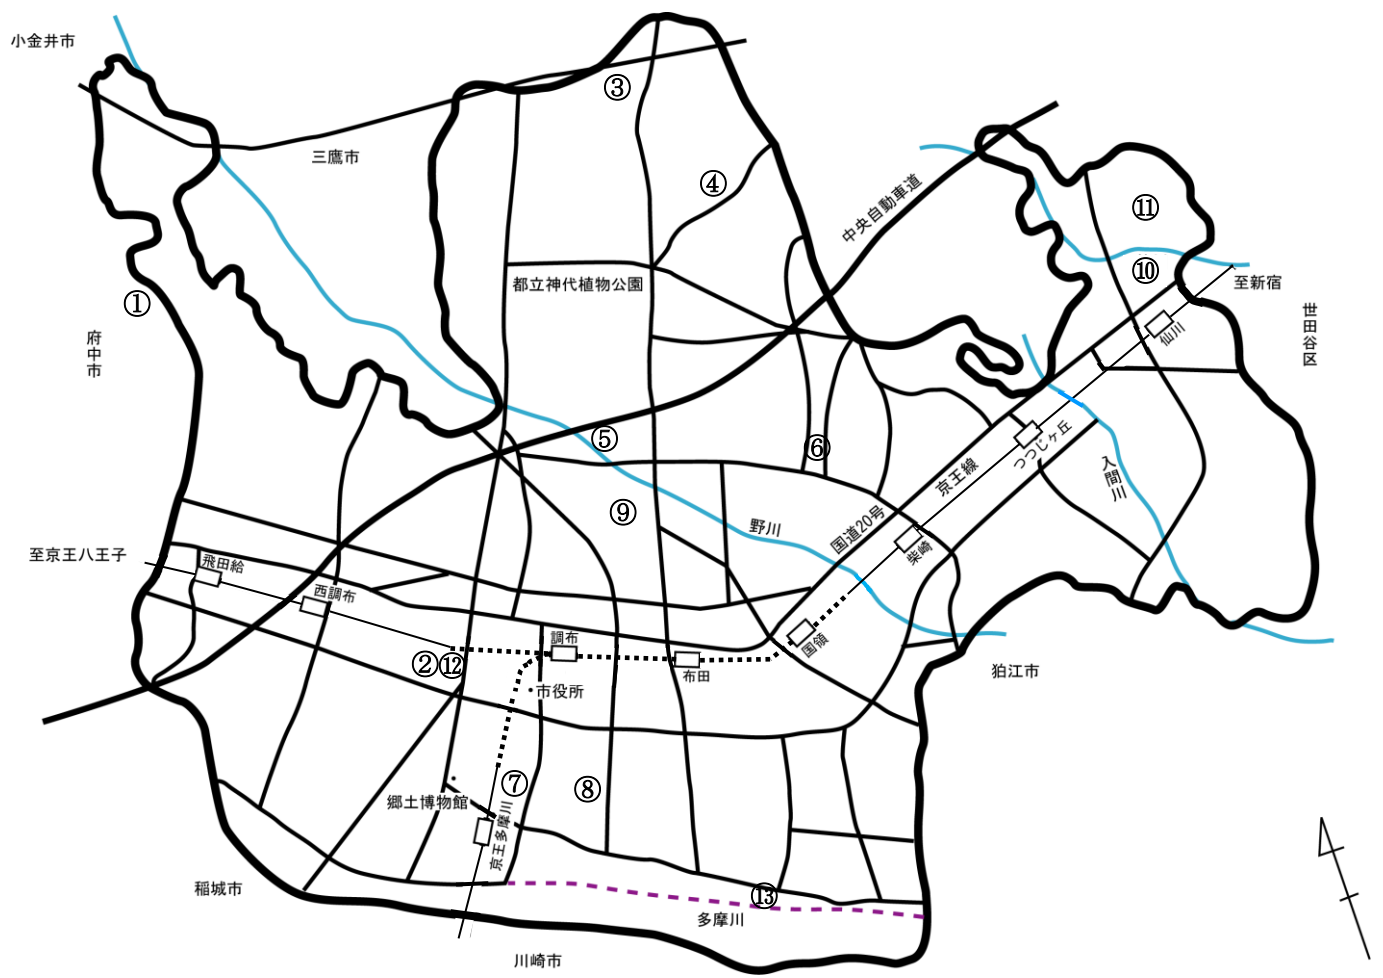 小金井市
③
三鷹市
④
中央自動車道
⑪
⑩
都立神代植物公園
至新宿
①
世田谷区
府中市
仙川
⑤
⑥
つつじヶ丘
京王線
入間川
⑨
野川
国道20号
柴崎
至京王八王子
飛田給
西調布
調布
国領
②
⑫
布田
狛江市
市役所
⑦
⑧
郷土博物館
京王多摩川
稲城市
⑬
多摩川
川崎市